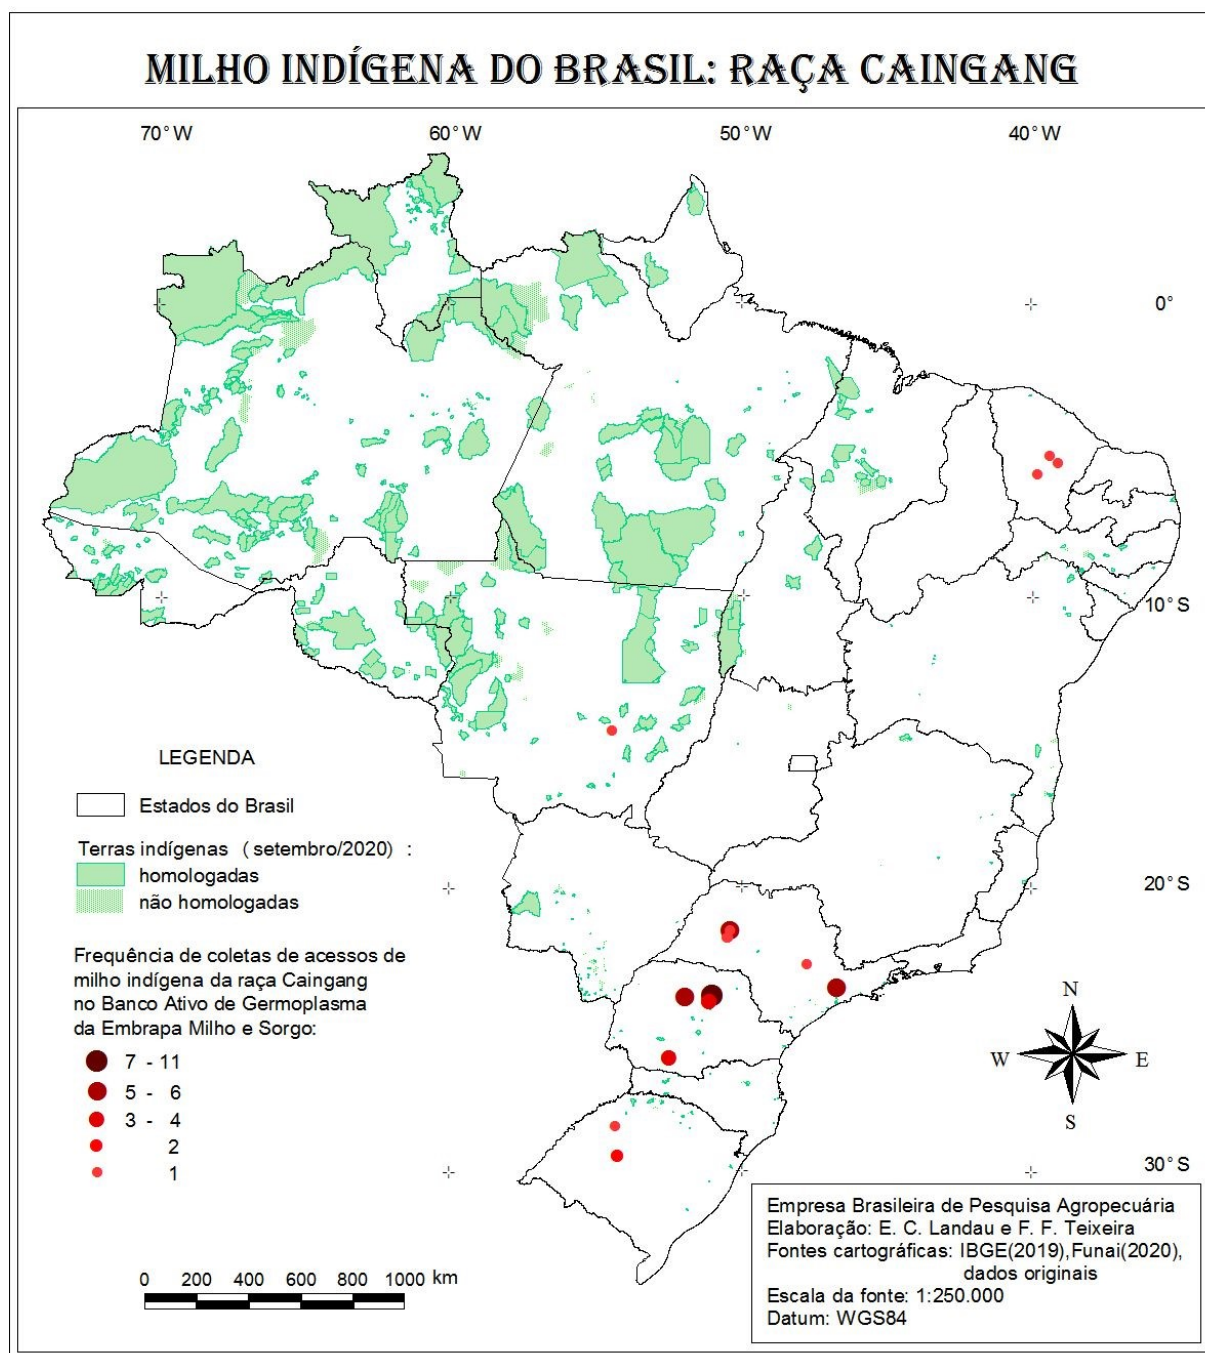 MILHO INDÍGENA DO BRASIL: RAÇA CAINGANG
70°W 60°W 50°W 40°W
0°
10°S
20°S
30°S
LEGENDA
Estados do Brasil
Terras indígenas (setembro/2020) :
homologadas
não homologadas
Frequência de coletas de acessos de
milho indígena da raça Caingang
no Banco Ativo de Germoplasma
da Embrapa Milho e Sorgo:
7 - 11
5 - 6
3 - 4
2
1
N
W E
S
0 200 400 600 800 1000 km
Empresa Brasileira de Pesquisa Agropecuária
Elaboração: E. C. Landau e F. F. Teixeira
Fontes cartográficas: IBGE(2019),Funai(2020),
dados originais
Escala da fonte: 1:250.000
Datum: WGS84